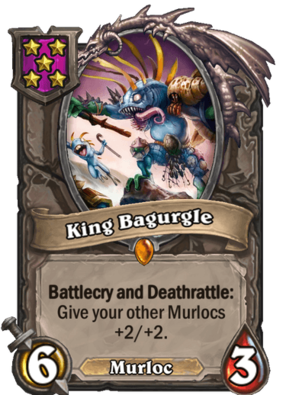 King Bagurgle
Battlecry and Deathrattle:
Give your other Murlocs
+2/+2.
6
Murloc
3